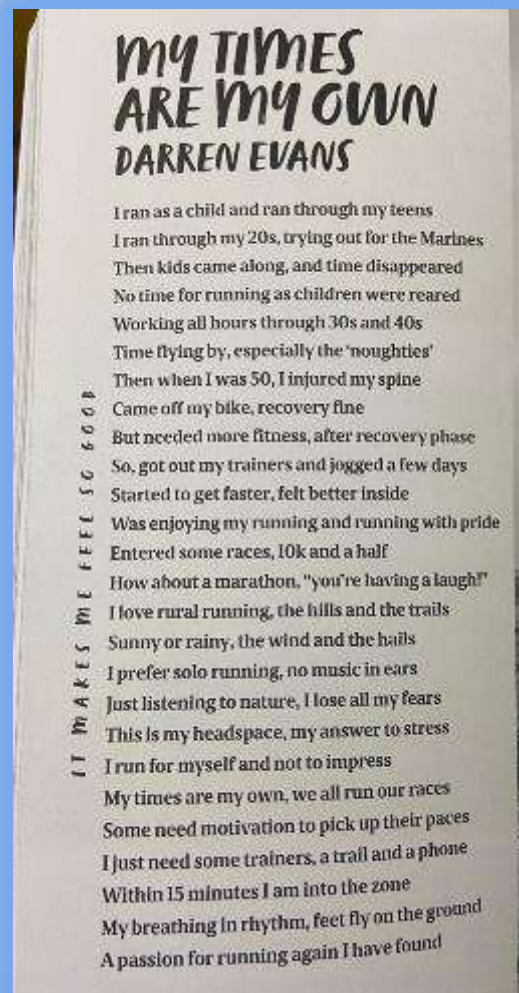 MY TIMES
ARE MY OWN
DARREN EVANS
I ran as a child and ran through my teens
I ran through my 20s, trying out for the Marines
Then kids came along, and time disappeared
No time for running as children were reared
Working all hours through 30s and 40s
Time flying by, especially the 'noughties'
Then when I was 50, I injured my spine
Came off my bike, recovery fine
But needed more fitness, after recovery phase
So, got out my trainers and jogged a few days
Started to get faster, felt better inside
Was enjoying my running and running with pride
Entered some races, 10k and a half
How about a marathon, "you're having a laugh!"
I love rural running, the hills and the trails
Sunny or rainy, the wind and the hails
I prefer solo running, no music in ears
Just listening to nature, I lose all my fears
This is my headspace, my answer to stress
I run for myself and not to impress
My times are my own, we all run our races
Some need motivation to pick up their paces
I just need some trainers, a trail and a phone
Within 15 minutes I am into the zone
My breathing in rhythm, feet fly on the ground
A passion for running again I have found
IT MAKES ME FEEL SO GOOD